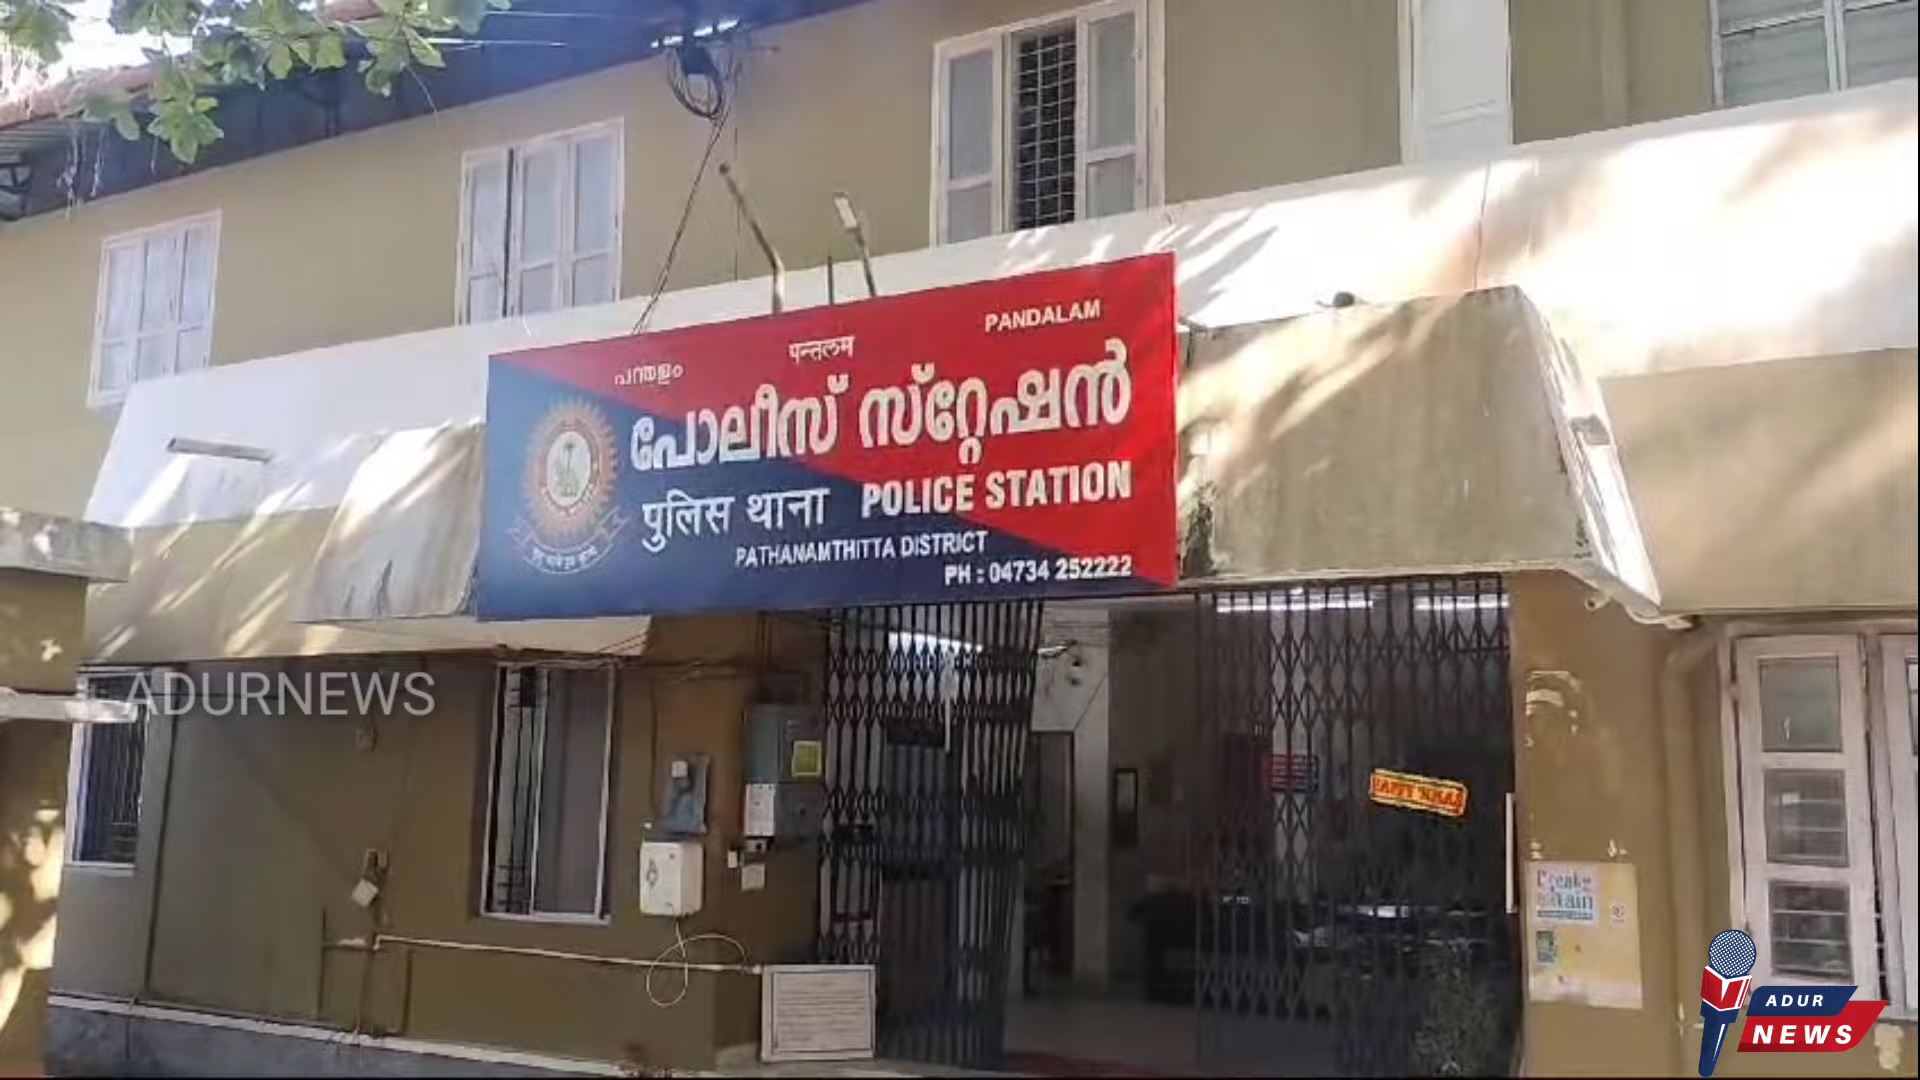 പന്തളം
पन्तलम
PANDALAM
പോലീസ് സ്റ്റേഷൻ
पुलिस थाना POLICE STATION
PATHANAMTHITTA DISTRICT
PH : 04734 252222
ADURNEWS
ADUR
NEWS